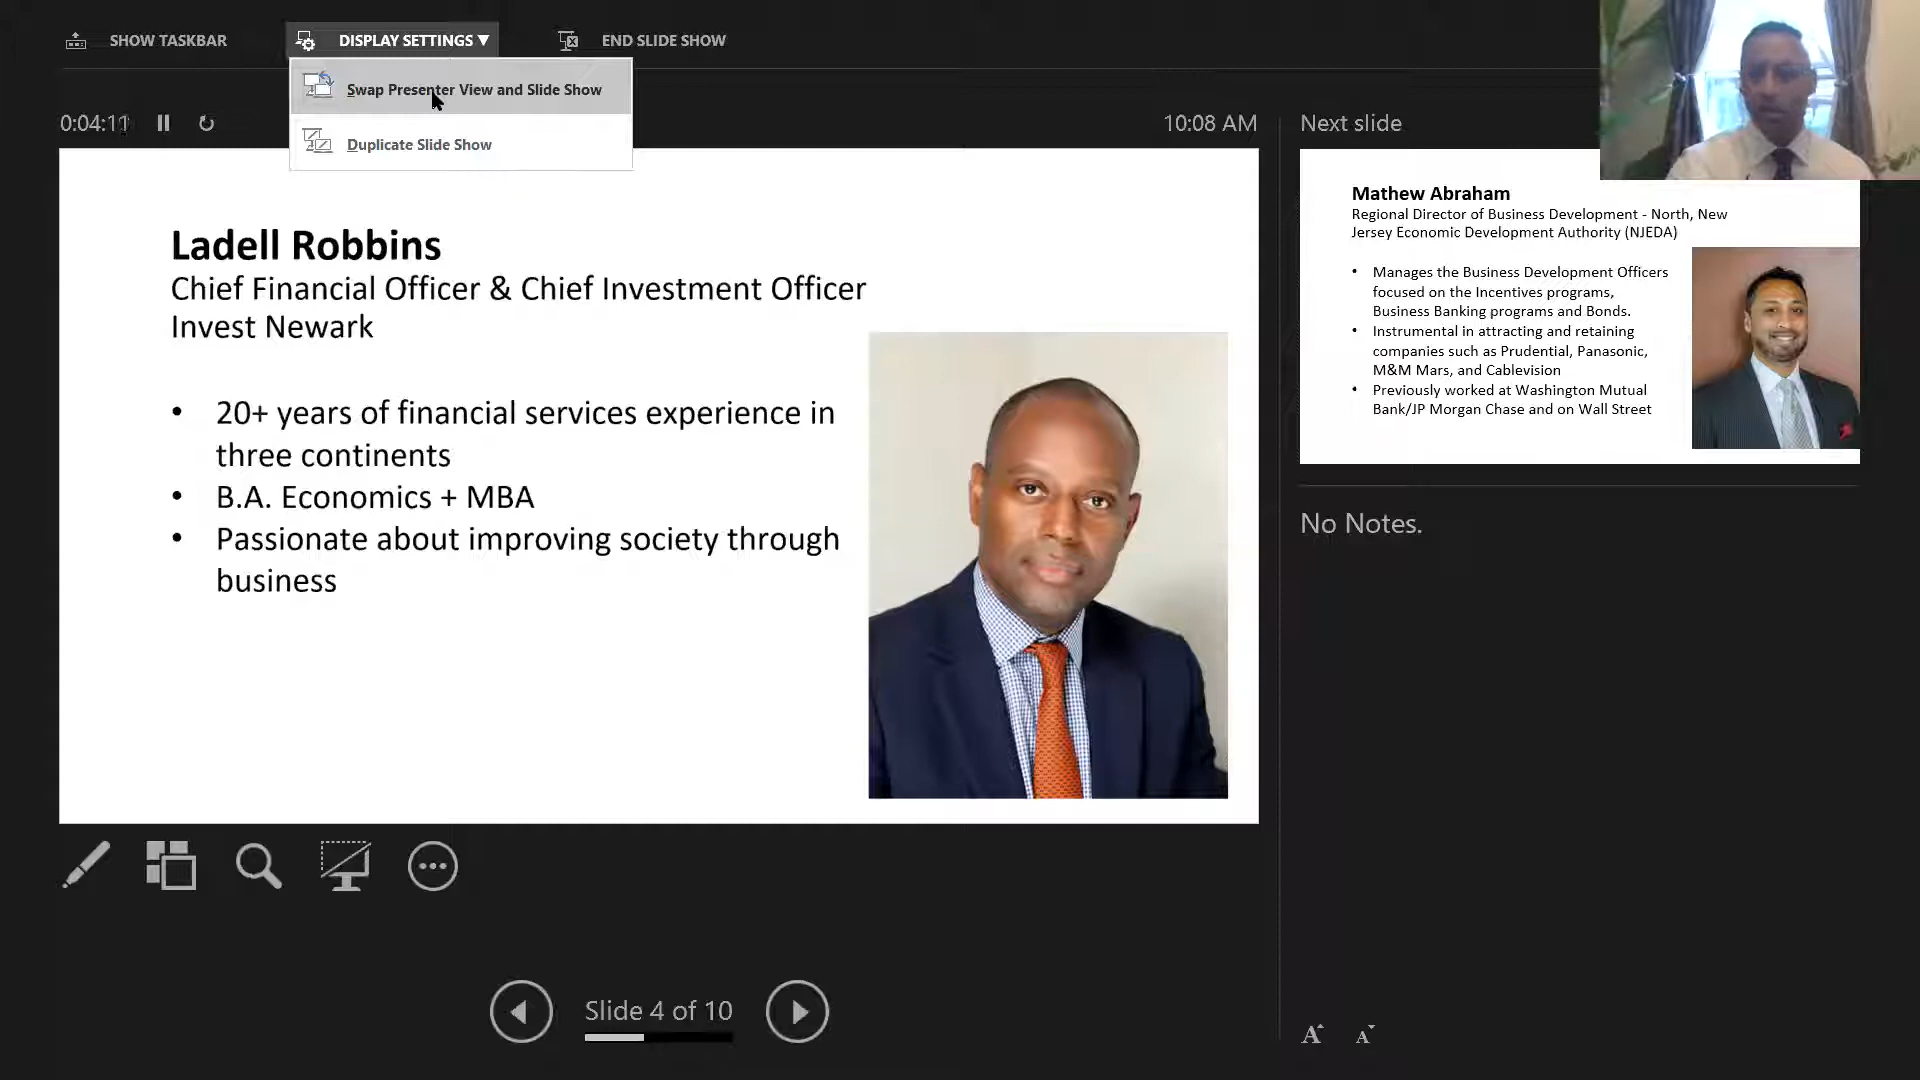 SHOW TASKBAR
DISPLAY SETTINGS ▼
END SLIDE SHOW
Swap Presenter View and Slide Show
Duplicate Slide Show
0:04:11
10:08 AM
Next slide
Ladell Robbins
Chief Financial Officer & Chief Investment Officer
Invest Newark
• 20+ years of financial services experience in
three continents
• B.A. Economics + MBA
• Passionate about improving society through
business
Mathew Abraham
Regional Director of Business Development - North, New
Jersey Economic Development Authority (NJEDA)
• Manages the Business Development Officers
focused on the Incentives programs,
Business Banking programs and Bonds.
• Instrumental in attracting and retaining
companies such as Prudential, Panasonic,
M&M Mars, and Cablevision
• Previously worked at Washington Mutual
Bank/JP Morgan Chase and on Wall Street
No Notes.
Slide 4 of 10
A A